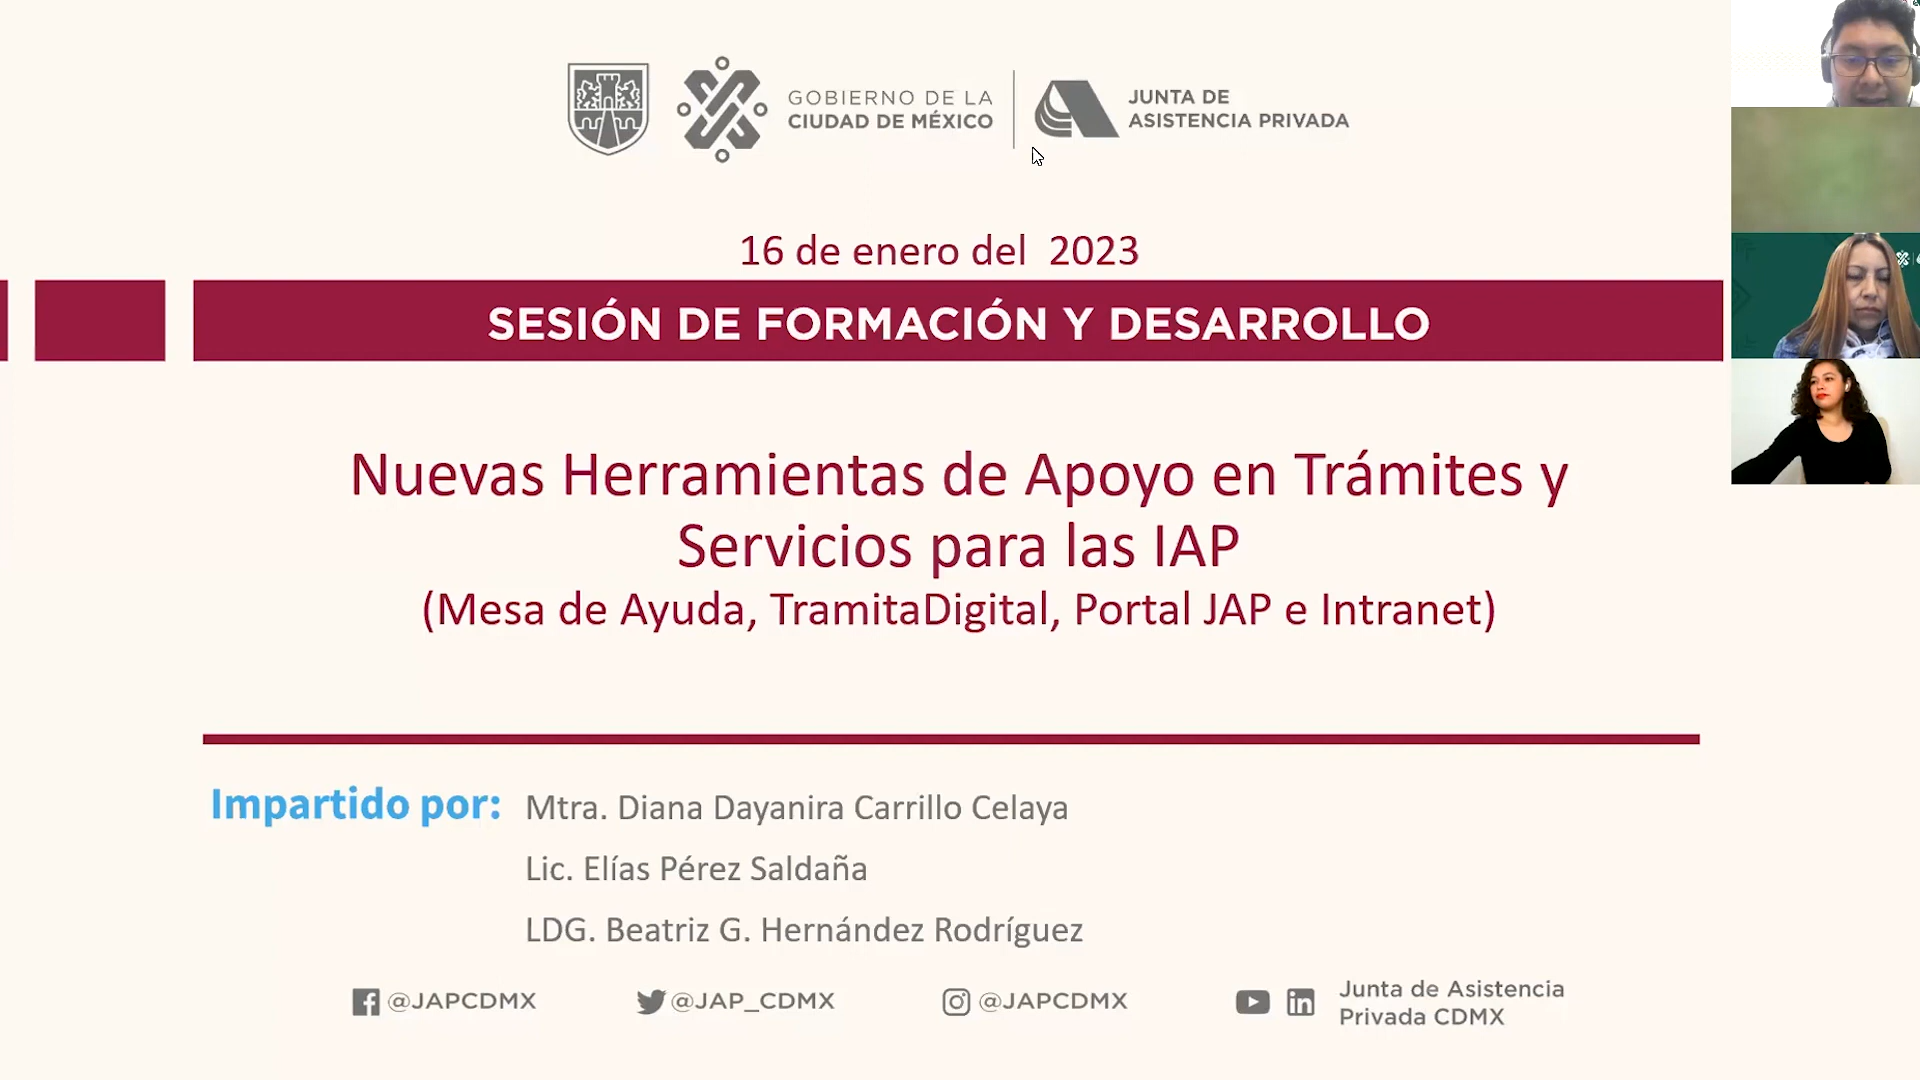 GOBIERNO DE LA
CIUDAD DE MÉXICO
JUNTA DE
ASISTENCIA PRIVADA
16 de enero del 2023
SESIÓN DE FORMACIÓN Y DESARROLLO
Nuevas Herramientas de Apoyo en Trámites y
Servicios para las IAP
(Mesa de Ayuda, TramitaDigital, Portal JAP e Intranet)
Impartido por:
Mtra. Diana Dayanira Carrillo Celaya
Lic. Elías Pérez Saldaña
LDG. Beatriz G. Hernández Rodríguez
@JAPCDMX
@JAP_CDMX
@JAPCDMX
Junta de Asistencia
Privada CDMX